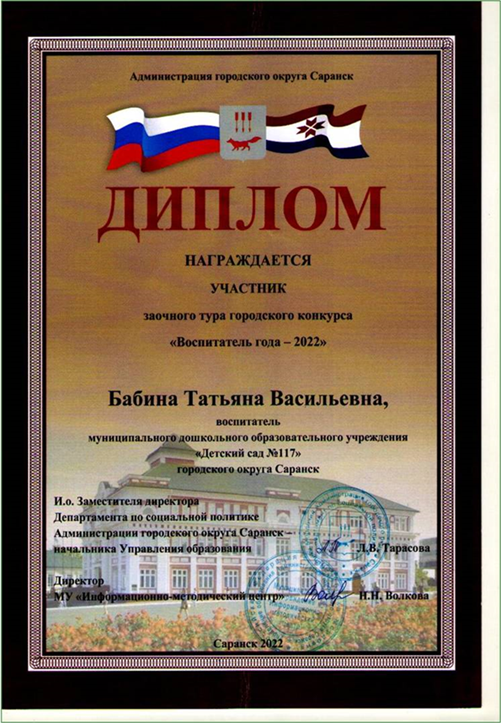 Администрация городского округа Саранск
ДИПЛОМ
НАГРАЖДАЕТСЯ
УЧАСТНИК
заочного тура городского конкурса
«Воспитатель года – 2022»
Бабина Татьяна Васильевна,
воспитатель
муниципального дошкольного образовательного учреждения
«Детский сад №117»
городского округа Саранск
И.о. Заместителя директора
Департамента по социальной политике
Администрации городского округа Саранск –
начальника Управления образования
Л.В. Тарасова
Директор
МУ «Информационно-методический центр»
Н.Н. Волкова
Саранск 2022